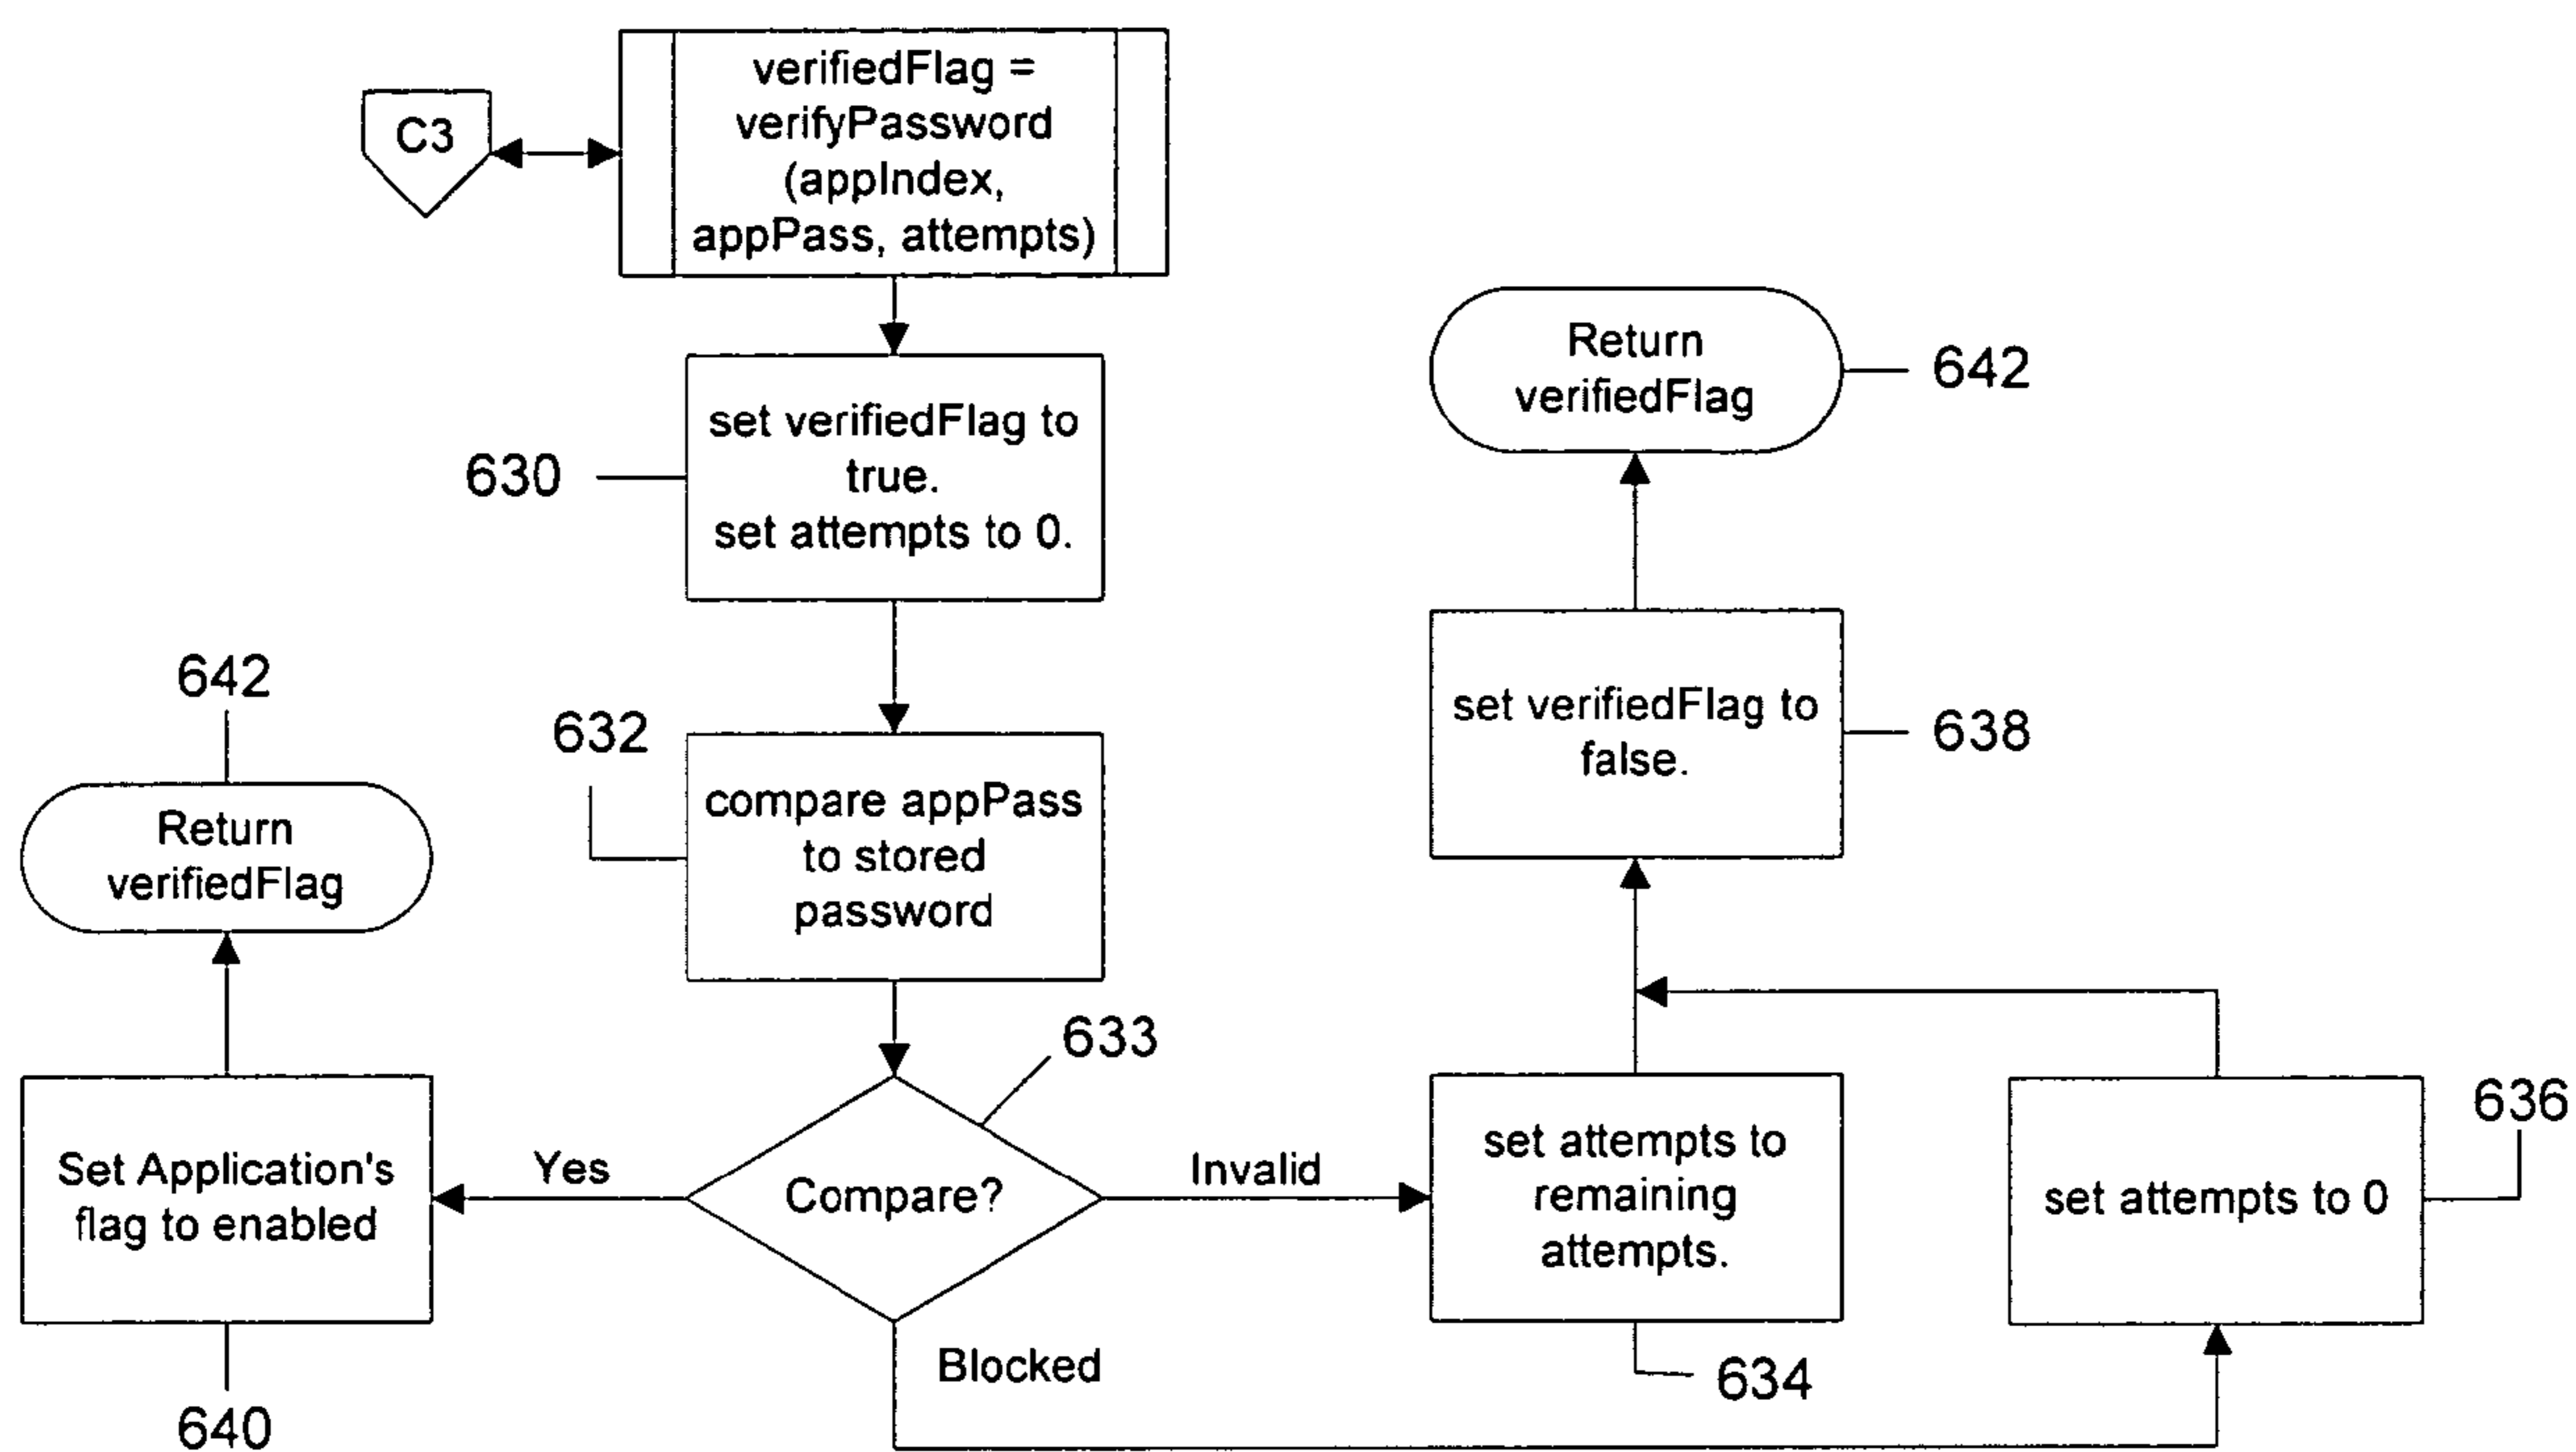 C3
verifiedFlag =
verifyPassword
(appIndex,
appPass, attempts)
630
set verifiedFlag to
true.
set attempts to 0.
632
compare appPass
to stored
password
633
Compare?
Yes
Invalid
Blocked
642
Return
verifiedFlag
Set Application's
flag to enabled
640
Return
verifiedFlag
642
set verifiedFlag to
false.
638
set attempts to
remaining
attempts.
634
set attempts to 0
636